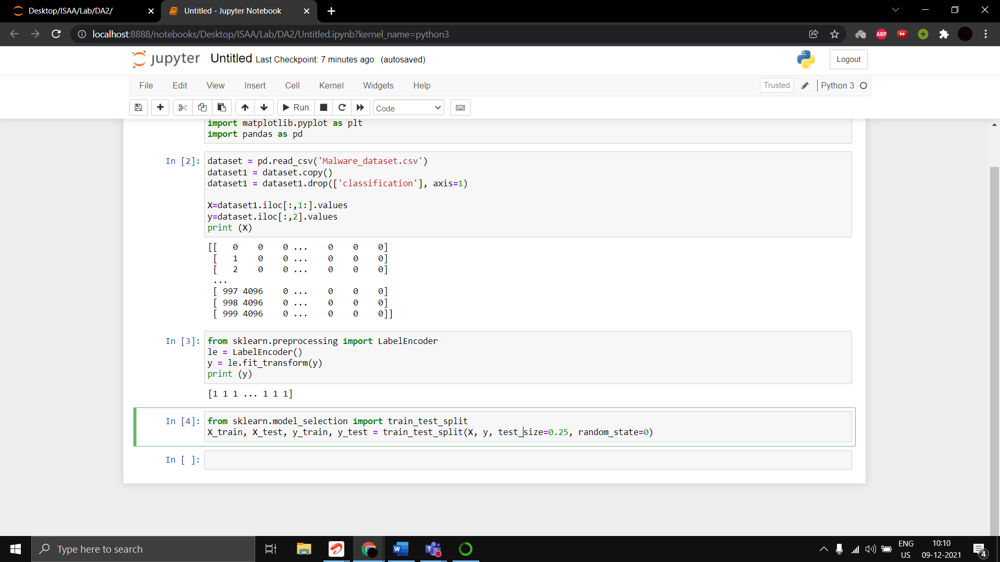 Desktop/ISAA/Lab/DA2/
Untitled - Jupyter Notebook
localhost:8888/notebooks/Desktop/ISAA/Lab/DA2/Untitled.ipynb?kernel_name=python3
ABP
jupyter Untitled Last Checkpoint: 7 minutes ago (autosaved)
Logout
File Edit View Insert Cell Kernel Widgets Help
Trusted
Python 3
Run
Code
import matplotlib.pyplot as plt
import pandas as pd
In [2]: dataset = pd.read_csv('Malware_dataset.csv')
dataset1 = dataset.copy()
dataset1 = dataset1.drop(['classification'], axis=1)
X=dataset1.iloc[:,1:].values
y=dataset.iloc[:,2].values
print (X)
[[   0    0    0 ...    0    0    0]
 [   1    0    0 ...    0    0    0]
 [   2    0    0 ...    0    0    0]
 ...
 [ 997 4096    0 ...    0    0    0]
 [ 998 4096    0 ...    0    0    0]
 [ 999 4096    0 ...    0    0    0]]
In [3]: from sklearn.preprocessing import LabelEncoder
le = LabelEncoder()
y = le.fit_transform(y)
print (y)
[1 1 1 ... 1 1 1]
In [4]: from sklearn.model_selection import train_test_split
X_train, X_test, y_train, y_test = train_test_split(X, y, test_size=0.25, random_state=0)
In [ ]:
Type here to search
W
T
ENG
US
10:10
09-12-2021
4